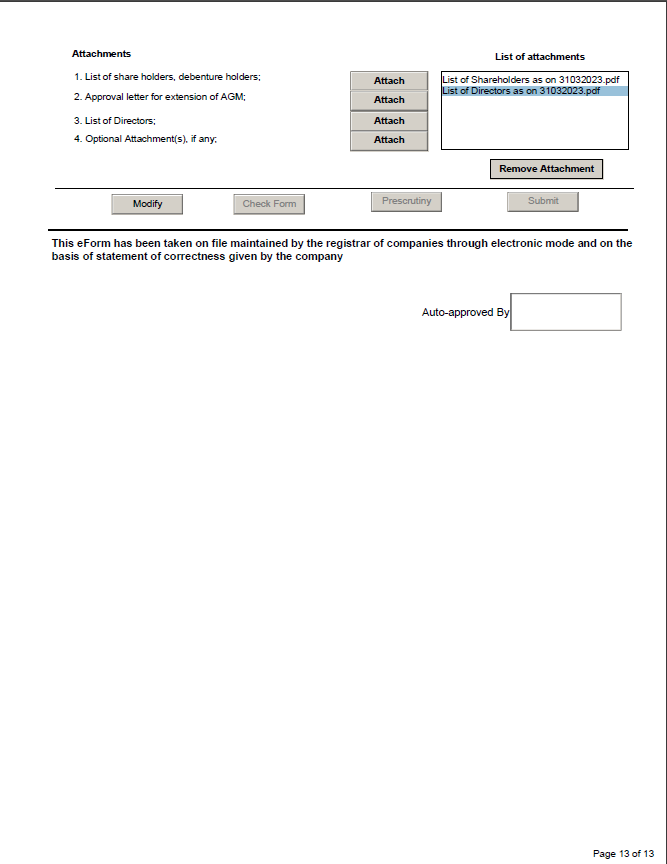 Attachments
List of attachments
1. List of share holders, debenture holders;
Attach
List of Shareholders as on 31032023.pdf
2. Approval letter for extension of AGM;
Attach
List of Directors as on 31032023.pdf
3. List of Directors;
Attach
4. Optional Attachment(s), if any;
Attach
Remove Attachment
Modify
Check Form
Prescrutiny
Submit
This eForm has been taken on file maintained by the registrar of companies through electronic mode and on the
basis of statement of correctness given by the company
Auto-approved By
Page 13 of 13